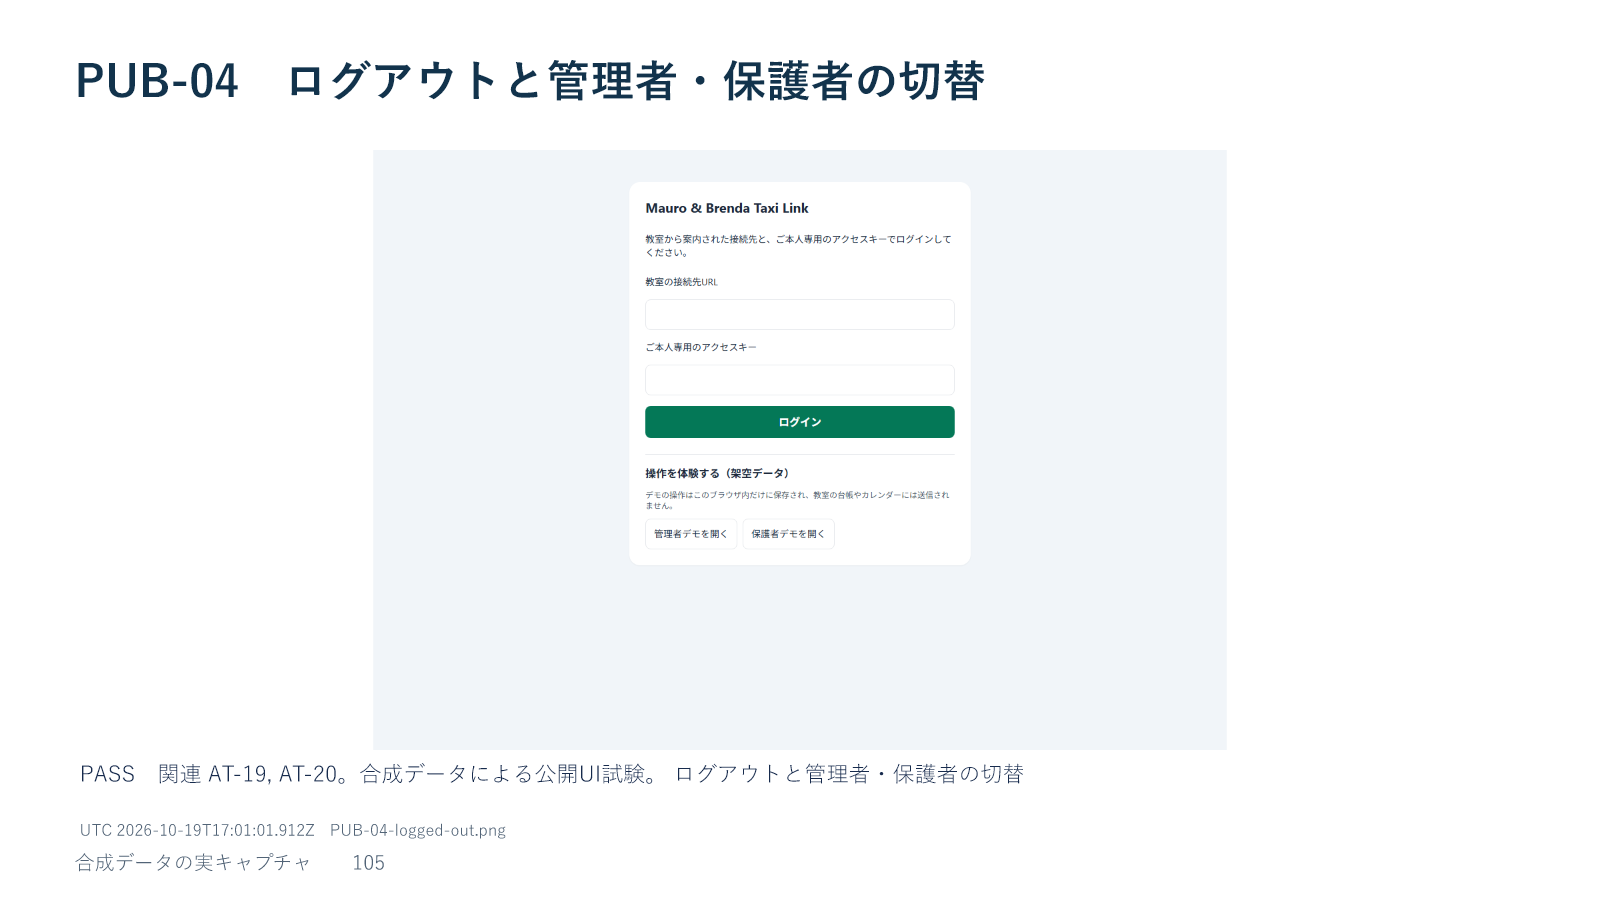 PUB-04　ログアウトと管理者・保護者の切替
Mauro & Brenda Taxi Link
教室から案内された接続先と、ご本人専用のアクセスキーでログインして
ください。
教室の接続先URL
ご本人専用のアクセスキー
ログイン
操作を体験する（架空データ）
デモの操作はこのブラウザ内だけに保存され、教室の台帳やカレンダーには送信され
ません。
管理者デモを開く 保護者デモを開く
PASS　関連 AT-19, AT-20。合成データによる公開UI試験。 ログアウトと管理者・保護者の切替
UTC 2026-10-19T17:01:01.912Z　PUB-04-logged-out.png
合成データの実キャプチャ　　105